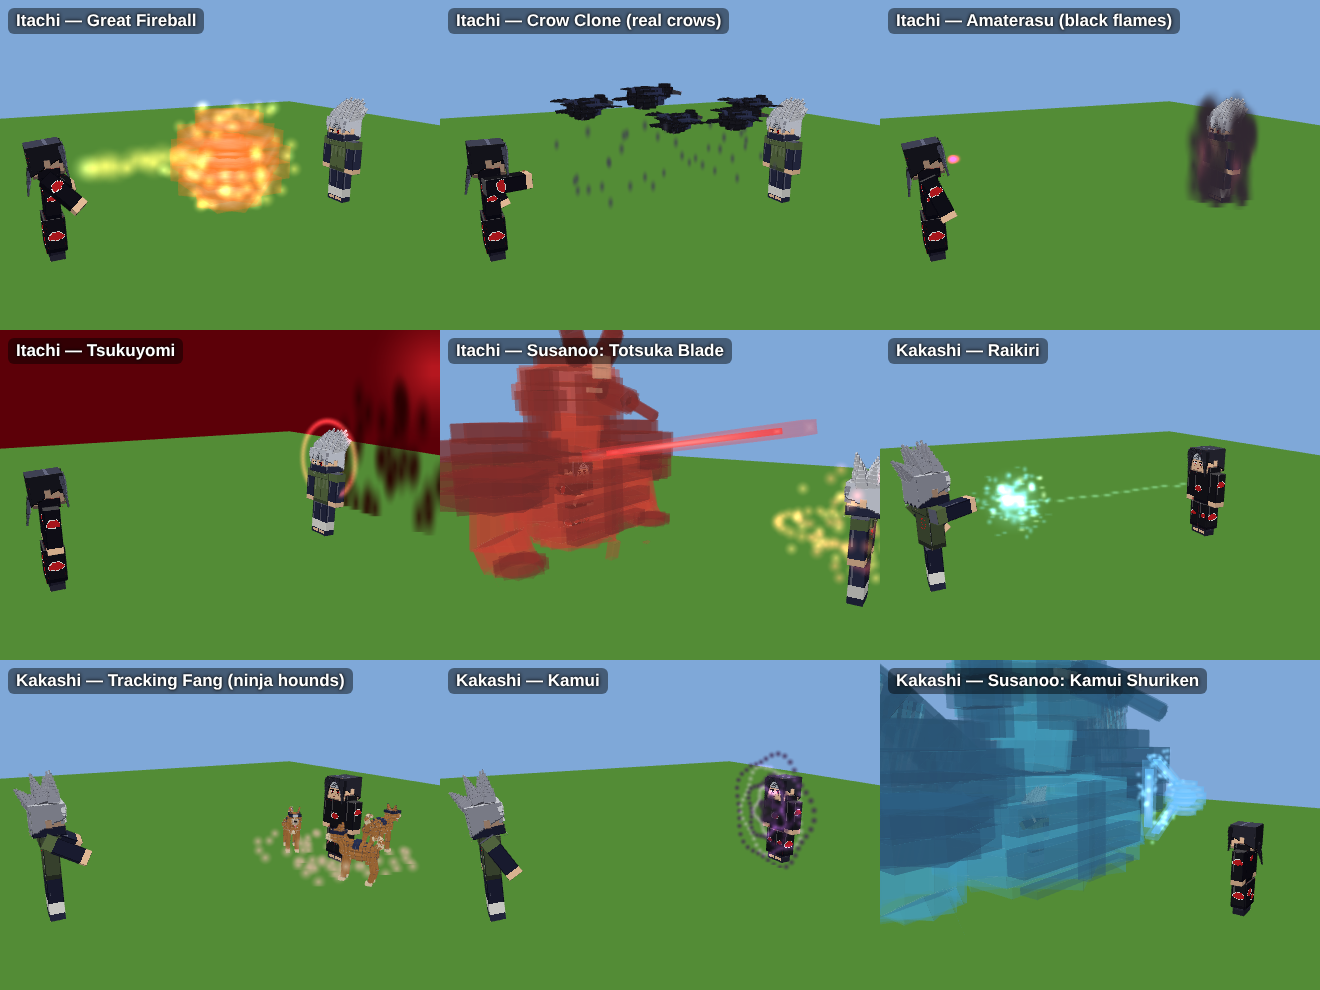 Itachi — Great Fireball
Itachi — Crow Clone (real crows)
Itachi — Amaterasu (black flames)
Itachi — Tsukuyomi
Itachi — Susanoo: Totsuka Blade
Kakashi — Raikiri
Kakashi — Tracking Fang (ninja hounds)
Kakashi — Kamui
Kakashi — Susanoo: Kamui Shuriken